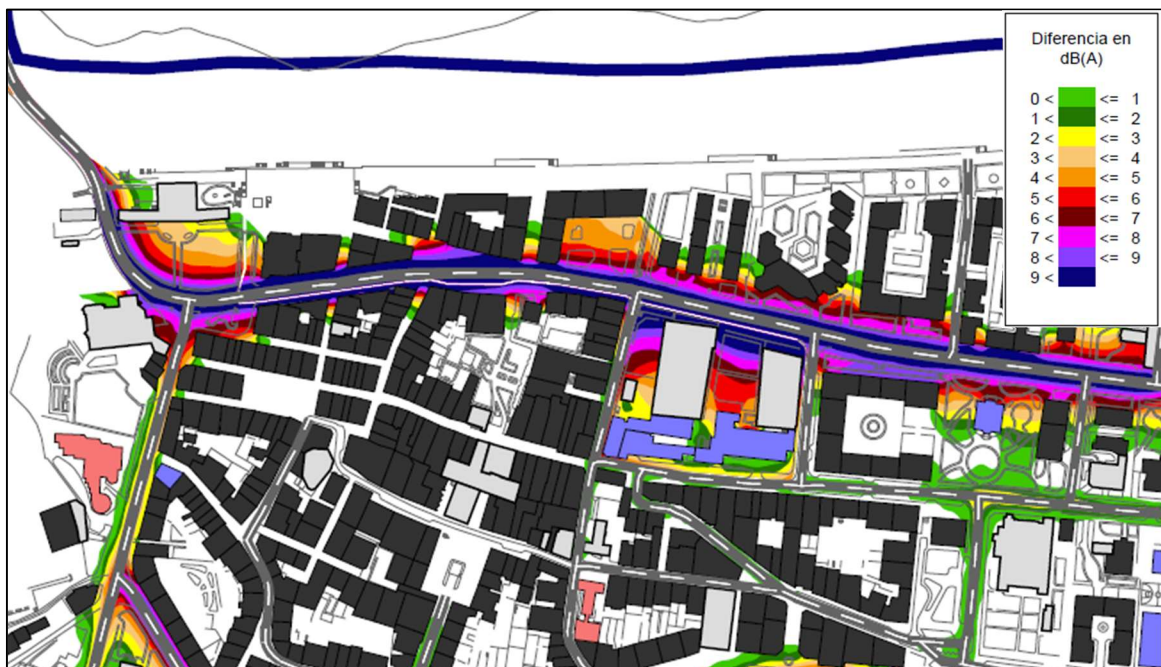 Diferencia en
dB(A)
0 < <= 1
1 < <= 2
2 < <= 3
3 < <= 4
4 < <= 5
5 < <= 6
6 < <= 7
7 < <= 8
8 < <= 9
9 <